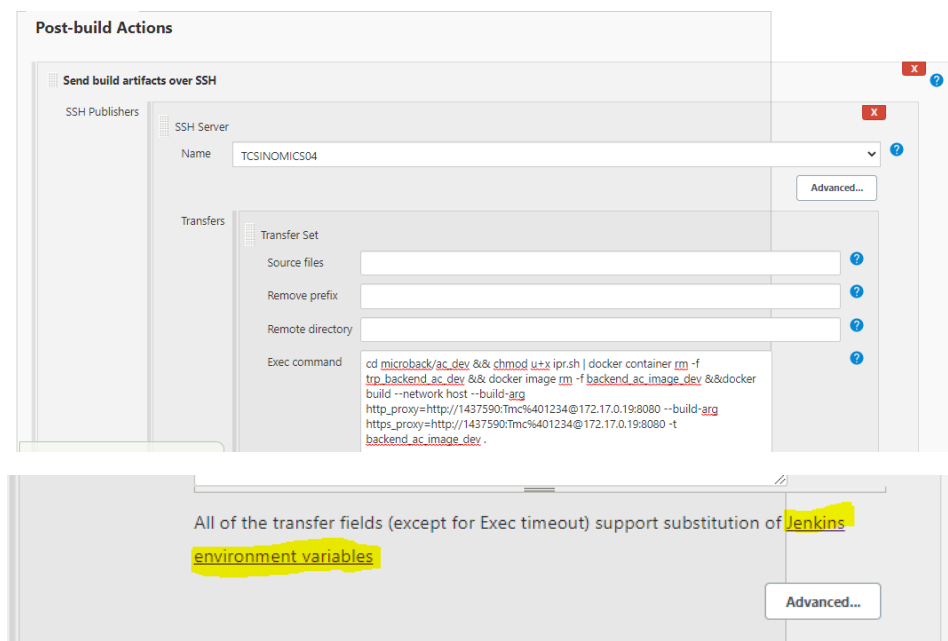 Post-build Actions
Send build artifacts over SSH
X
?
SSH Publishers
X
SSH Server
Name
TCSINOMICS04
?
Advanced...
Transfers
Transfer Set
Source files
?
Remove prefix
?
Remote directory
?
Exec command
?
cd microback/ac_dev && chmod u+x ipr.sh | docker container rm -f
trp_backend_ac_dev && docker image rm -f backend_ac_image_dev &&docker
build --network host --build-arg
http_proxy=http://1437590:Tmc%401234@172.17.0.19:8080 --build-arg
https_proxy=http://1437590:Tmc%401234@172.17.0.19:8080 -t
backend_ac_image_dev .
All of the transfer fields (except for Exec timeout) support substitution of Jenkins
environment variables
Advanced...